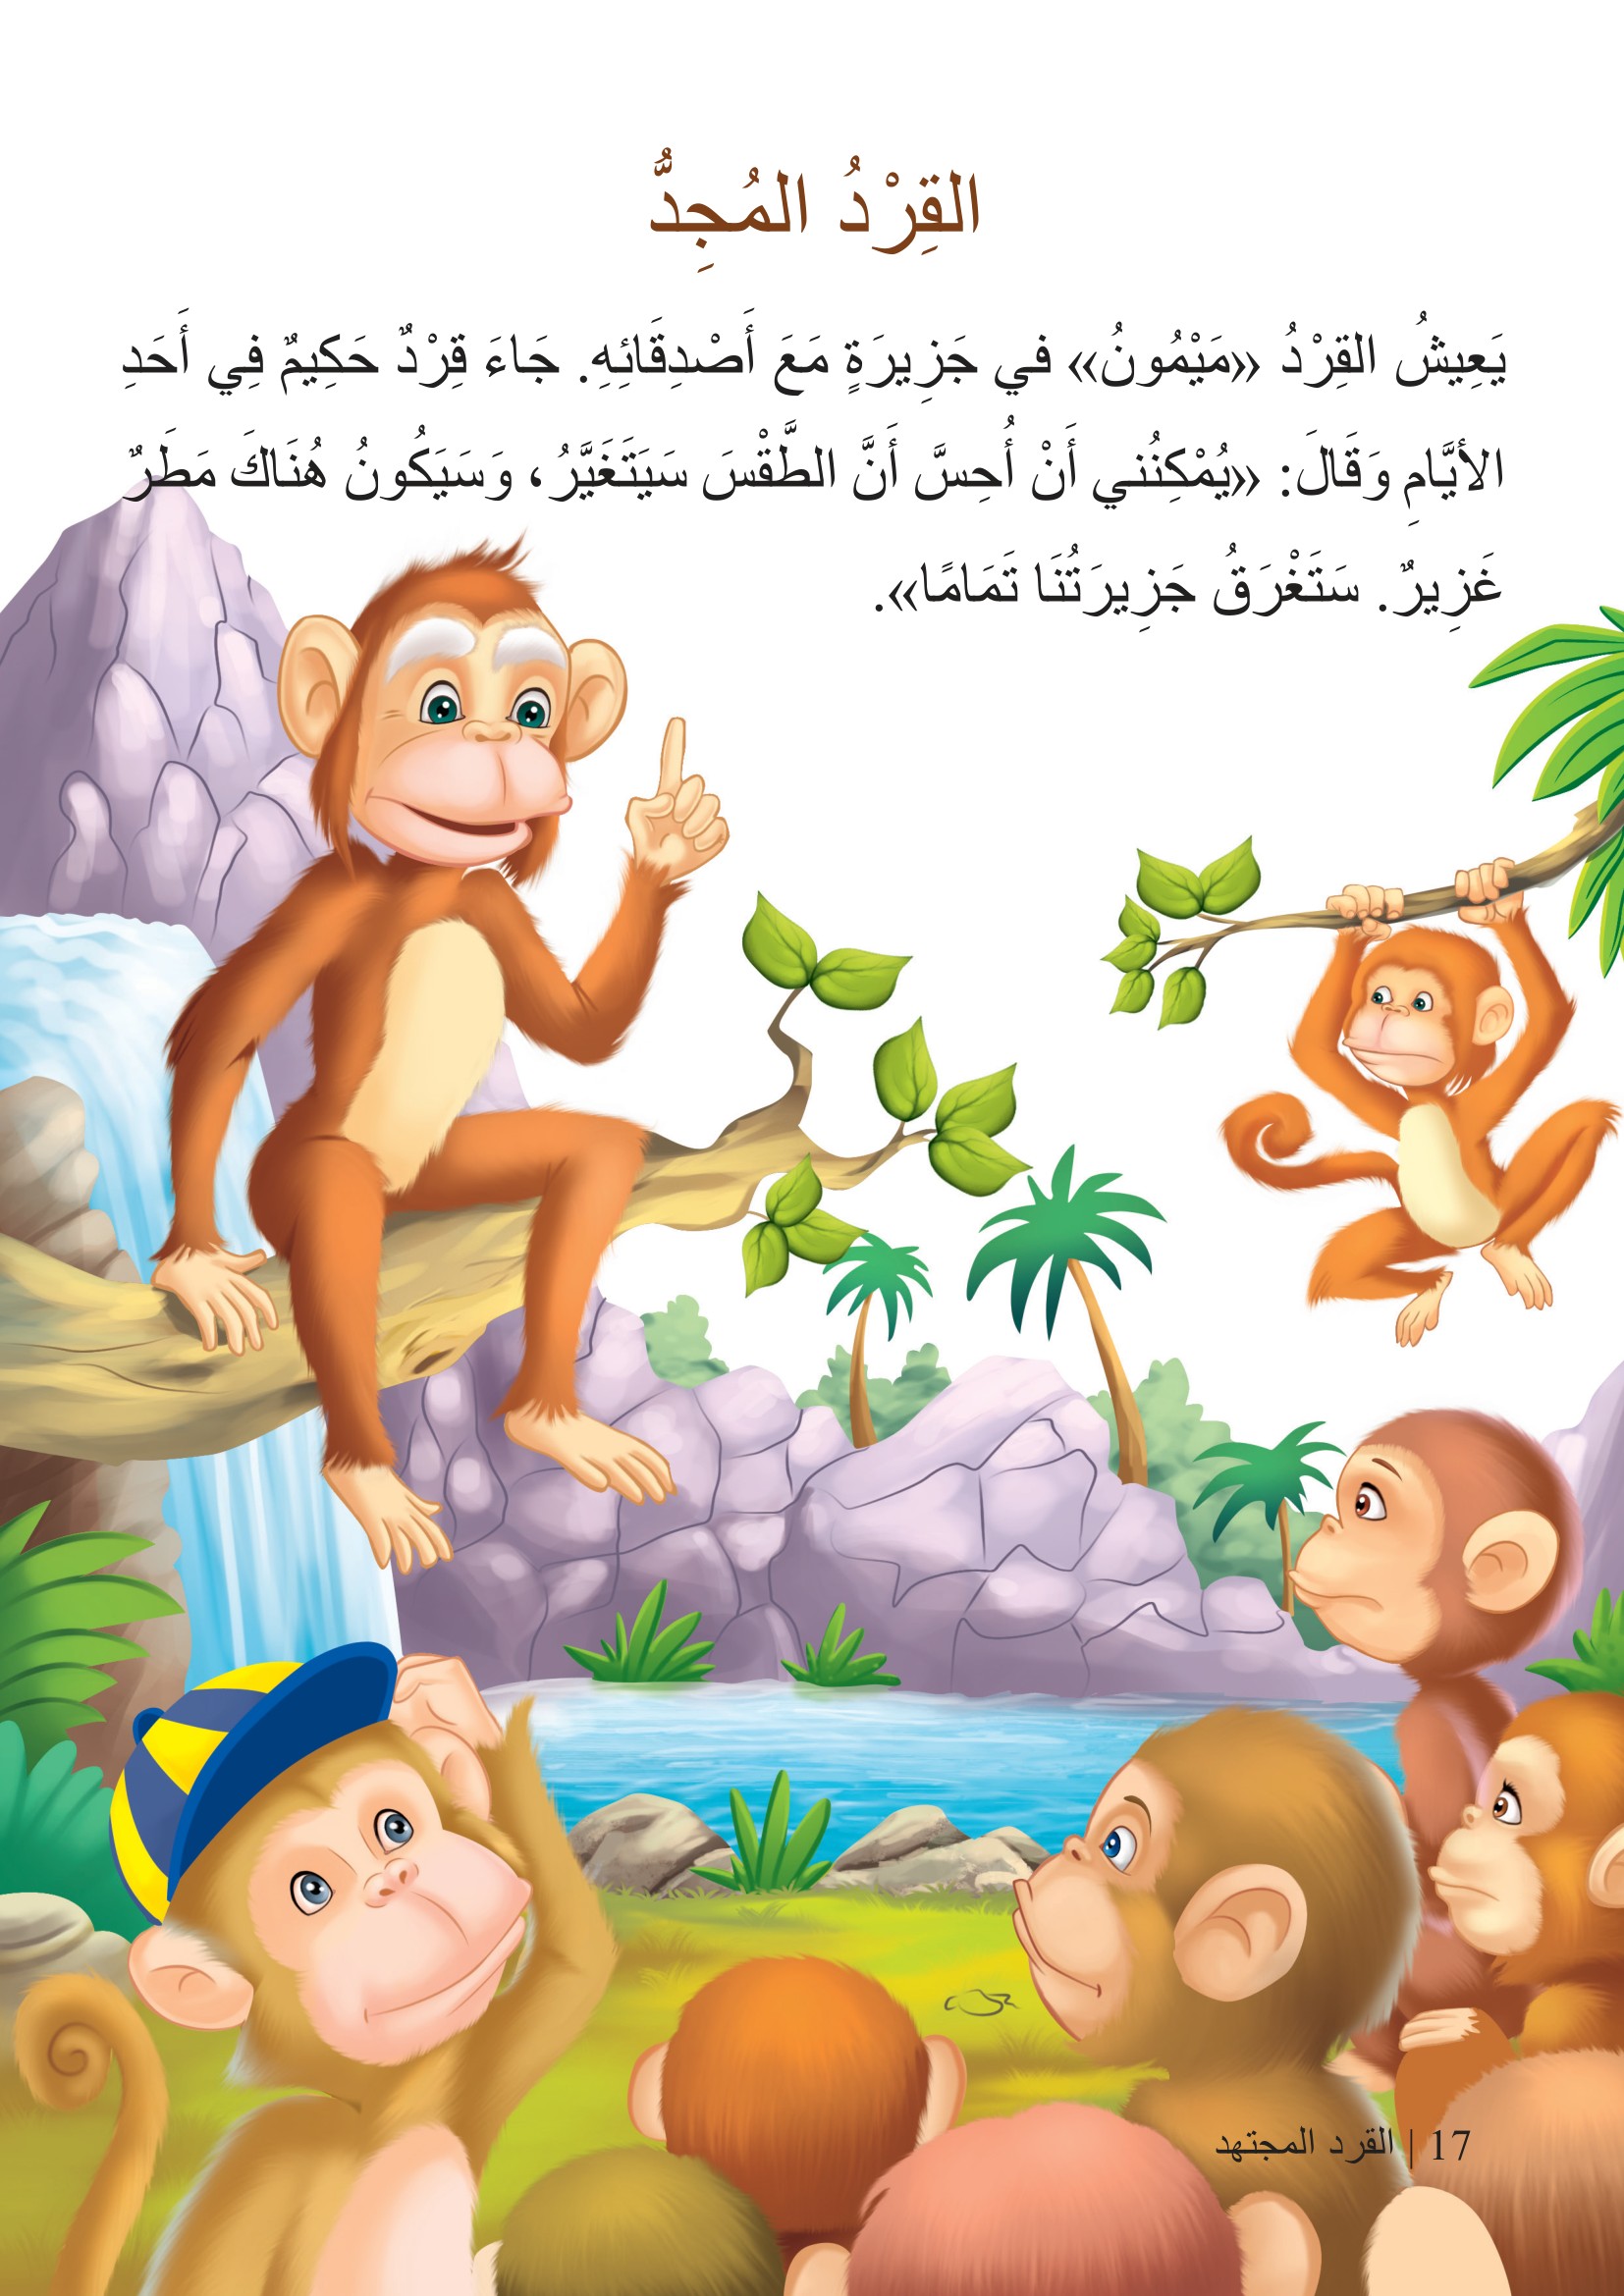 القِرْدُ المُجِدُّ
يَعِيشُ القِرْدُ «مَيْمُونُ» في جَزِيرَةٍ مَعَ أَصْدِقَائِهِ. جَاءَ قِرْدٌ حَكِيمٌ فِي أَحَدِ
الأيَّامِ وَقَالَ: «يُمْكِنُنِي أَنْ أُحِسَّ أَنَّ الطَّقْسَ سَيَتَغَيَّرُ، وَسَيَكُونُ هُنَاكَ مَطَرٌ
غَزِيرٌ. سَتَغْرَقُ جَزِيرَتُنَا تَمَامًا».
17 | القرد المجتهد